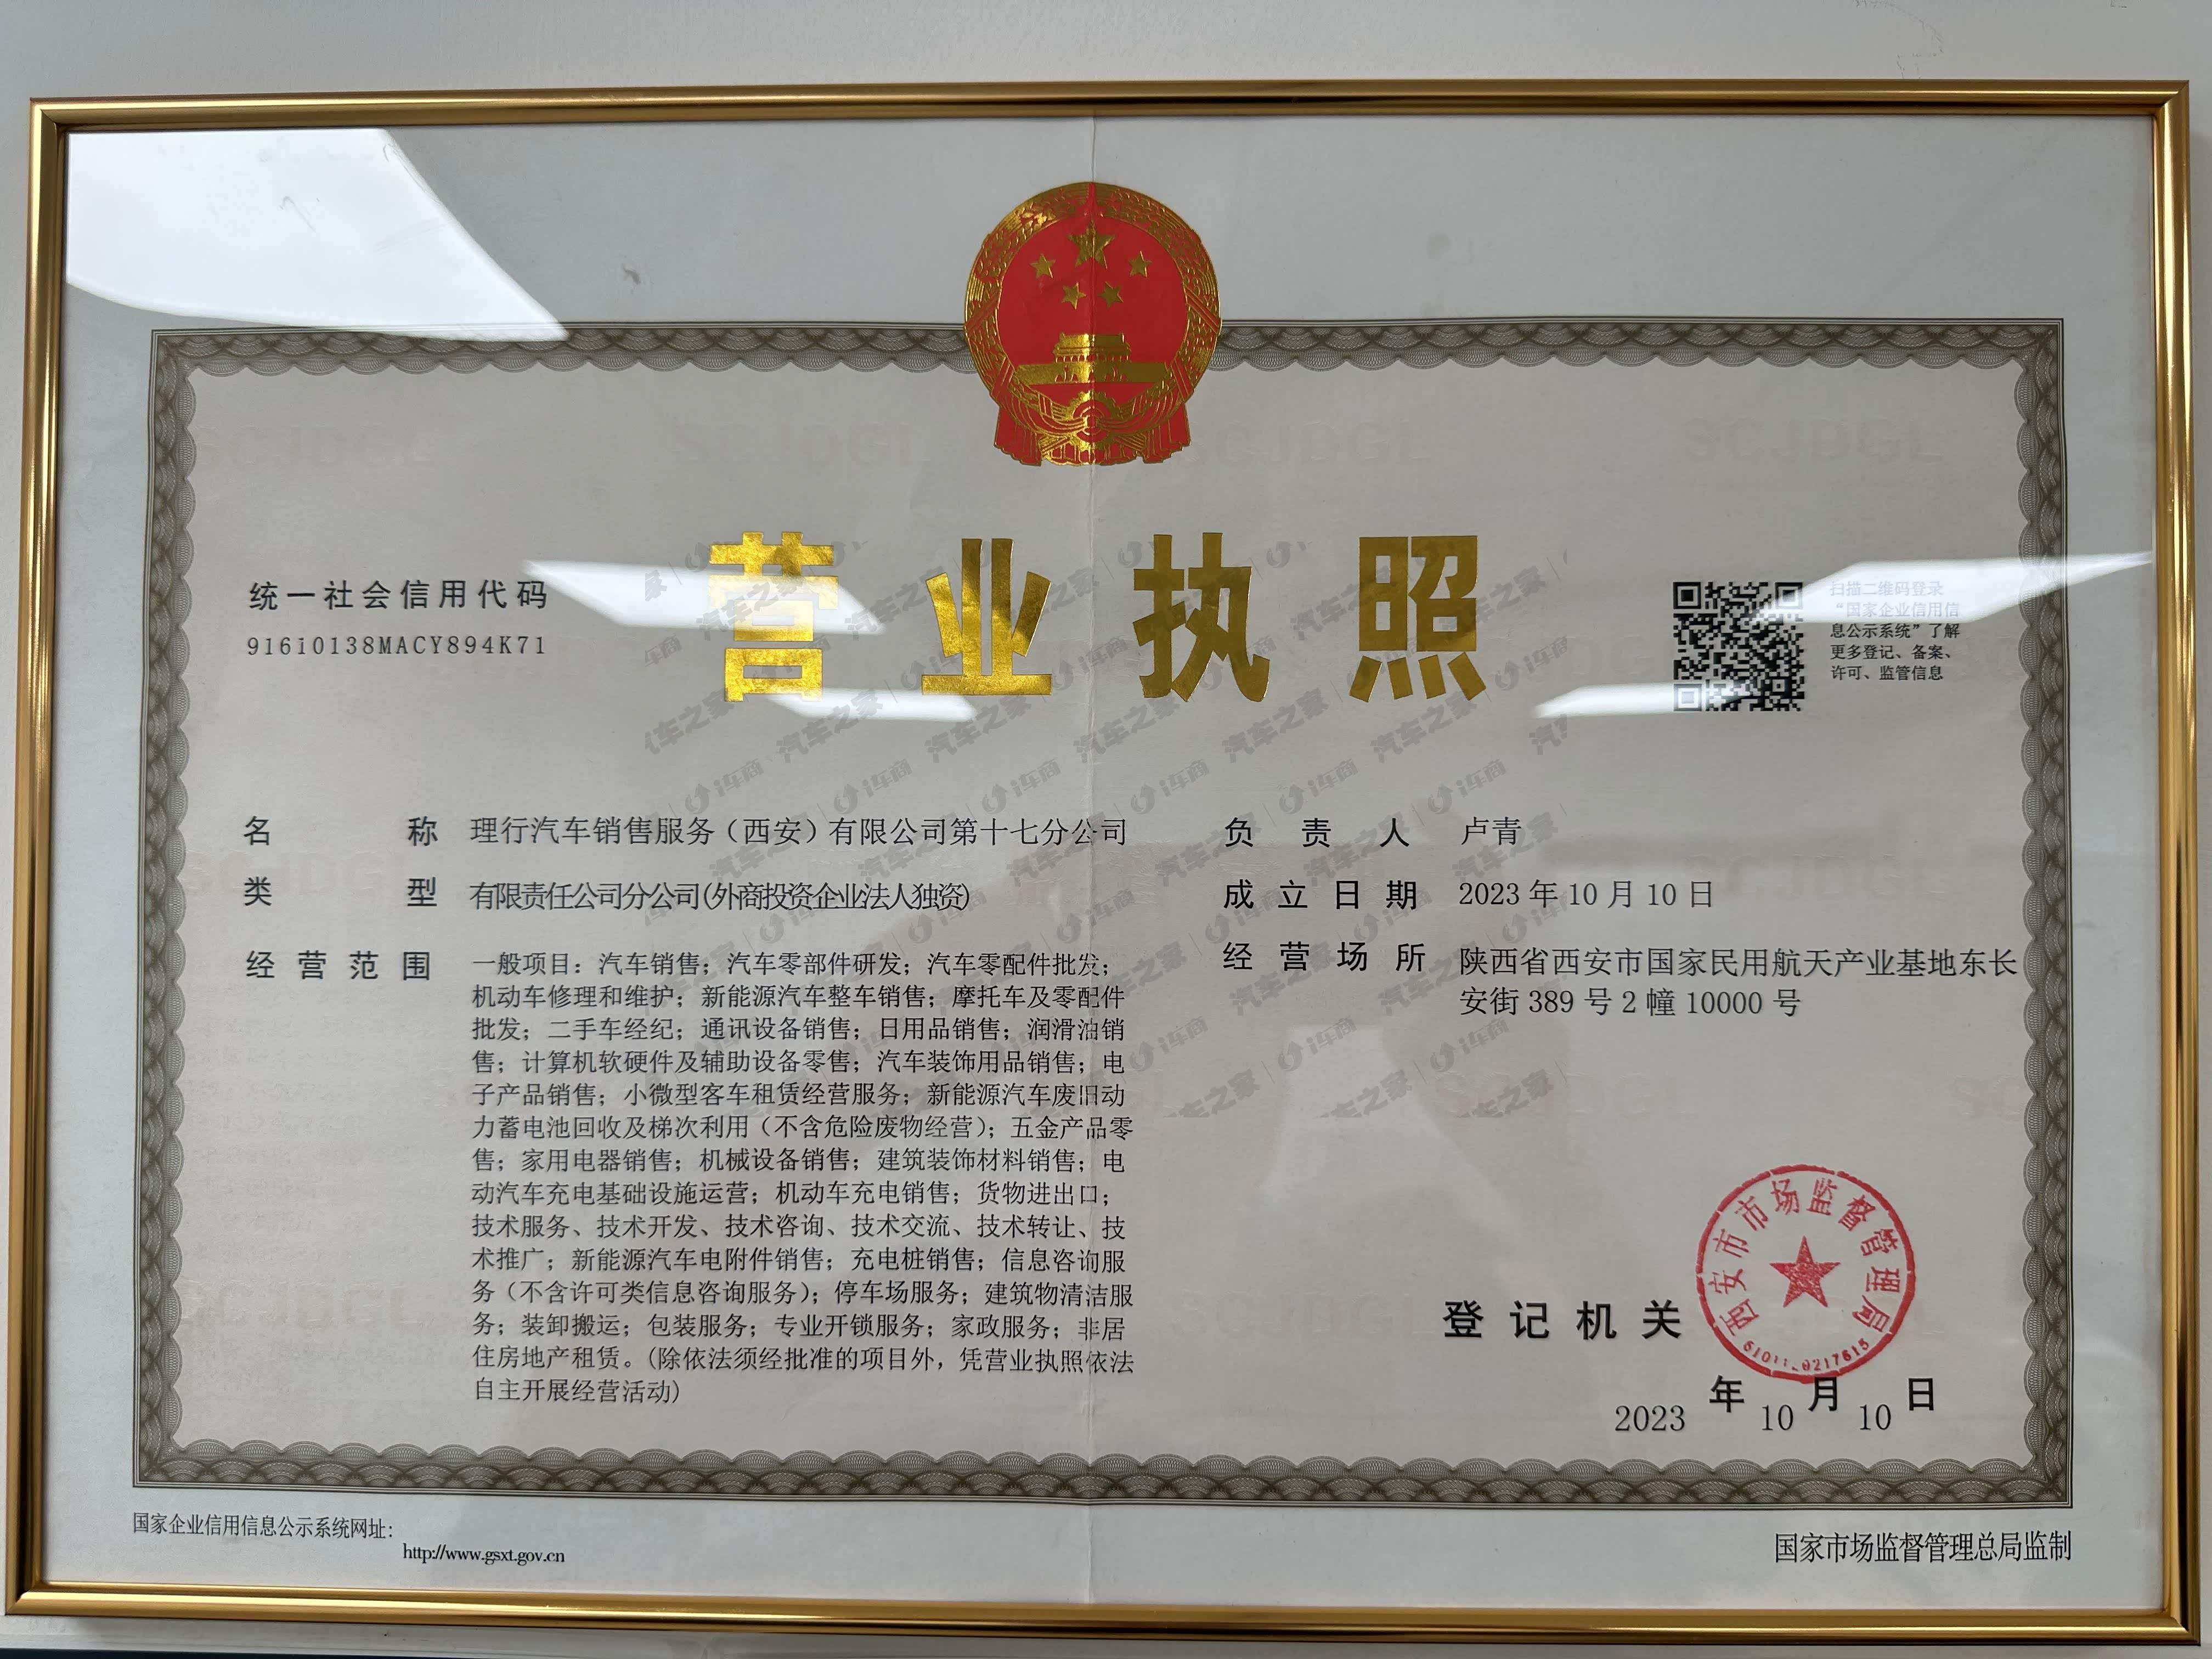 营业执照
统一社会信用代码
91610138MACY894K71
扫描二维码登录
“国家企业信用信
息公示系统”了解
更多登记、备案、
许可、监管信息
名称 理行汽车销售服务（西安）有限公司第十七分公司
类型 有限责任公司分公司(外商投资企业法人独资)
经营范围 一般项目：汽车销售；汽车零部件研发；汽车零配件批发；
机动车修理和维护；新能源汽车整车销售；摩托车及零配件
批发；二手车经纪；通讯设备销售；日用品销售；润滑油销
售；计算机软硬件及辅助设备零售；汽车装饰用品销售；电
子产品销售；小微型客车租赁经营服务；新能源汽车废旧动
力蓄电池回收及梯次利用（不含危险废物经营）；五金产品零
售；家用电器销售；机械设备销售；建筑装饰材料销售；电
动汽车充电基础设施运营；机动车充电销售；货物进出口；
技术服务、技术开发、技术咨询、技术交流、技术转让、技
术推广；新能源汽车电附件销售；充电桩销售；信息咨询服
务（不含许可类信息咨询服务）；停车场服务；建筑物清洁服
务；装卸搬运；包装服务；专业开锁服务；家政服务；非居
住房地产租赁。(除依法须经批准的项目外，凭营业执照依法
自主开展经营活动)
负责人 卢青
成立日期 2023年10月10日
经营场所 陕西省西安市国家民用航天产业基地东长
安街389号2幢10000号
登记机关
西安市市场监督管理局
2023年10月10日
国家企业信用信息公示系统网址：
http://www.gsxt.gov.cn
国家市场监督管理总局监制
汽车之家 i车商